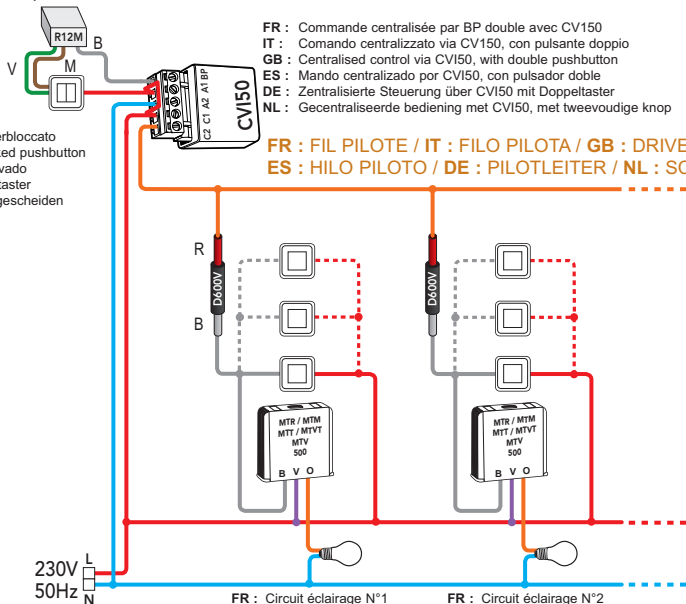 R12M
B
V
M
BP
A1
A2
C1
C2
CVI50
FR : Commande centralisée par BP double avec CV150
IT : Comando centralizzato via CV150, con pulsante doppio
GB : Centralised control via CVI50, with double pushbutton
ES : Mando centralizado por CVI50, con pulsador doble
DE : Zentralisierte Steuerung über CVI50 mit Doppeltaster
NL : Gecentraliseerde bediening met CVI50, met tweevoudige knop
erbloccato
ed pushbutton
vado
taster
gescheiden
FR : FIL PILOTE / IT : FILO PILOTA / GB : DRIVE
ES : HILO PILOTO / DE : PILOTLEITER / NL : SC
R
D600V
B
D600V
MTR / MTM
MTT / MTVT
MTV
500
B V O
MTR / MTM
MTT / MTVT
MTV
500
B V O
230V
50Hz
L
N
FR : Circuit éclairage N°1
FR : Circuit éclairage N°2